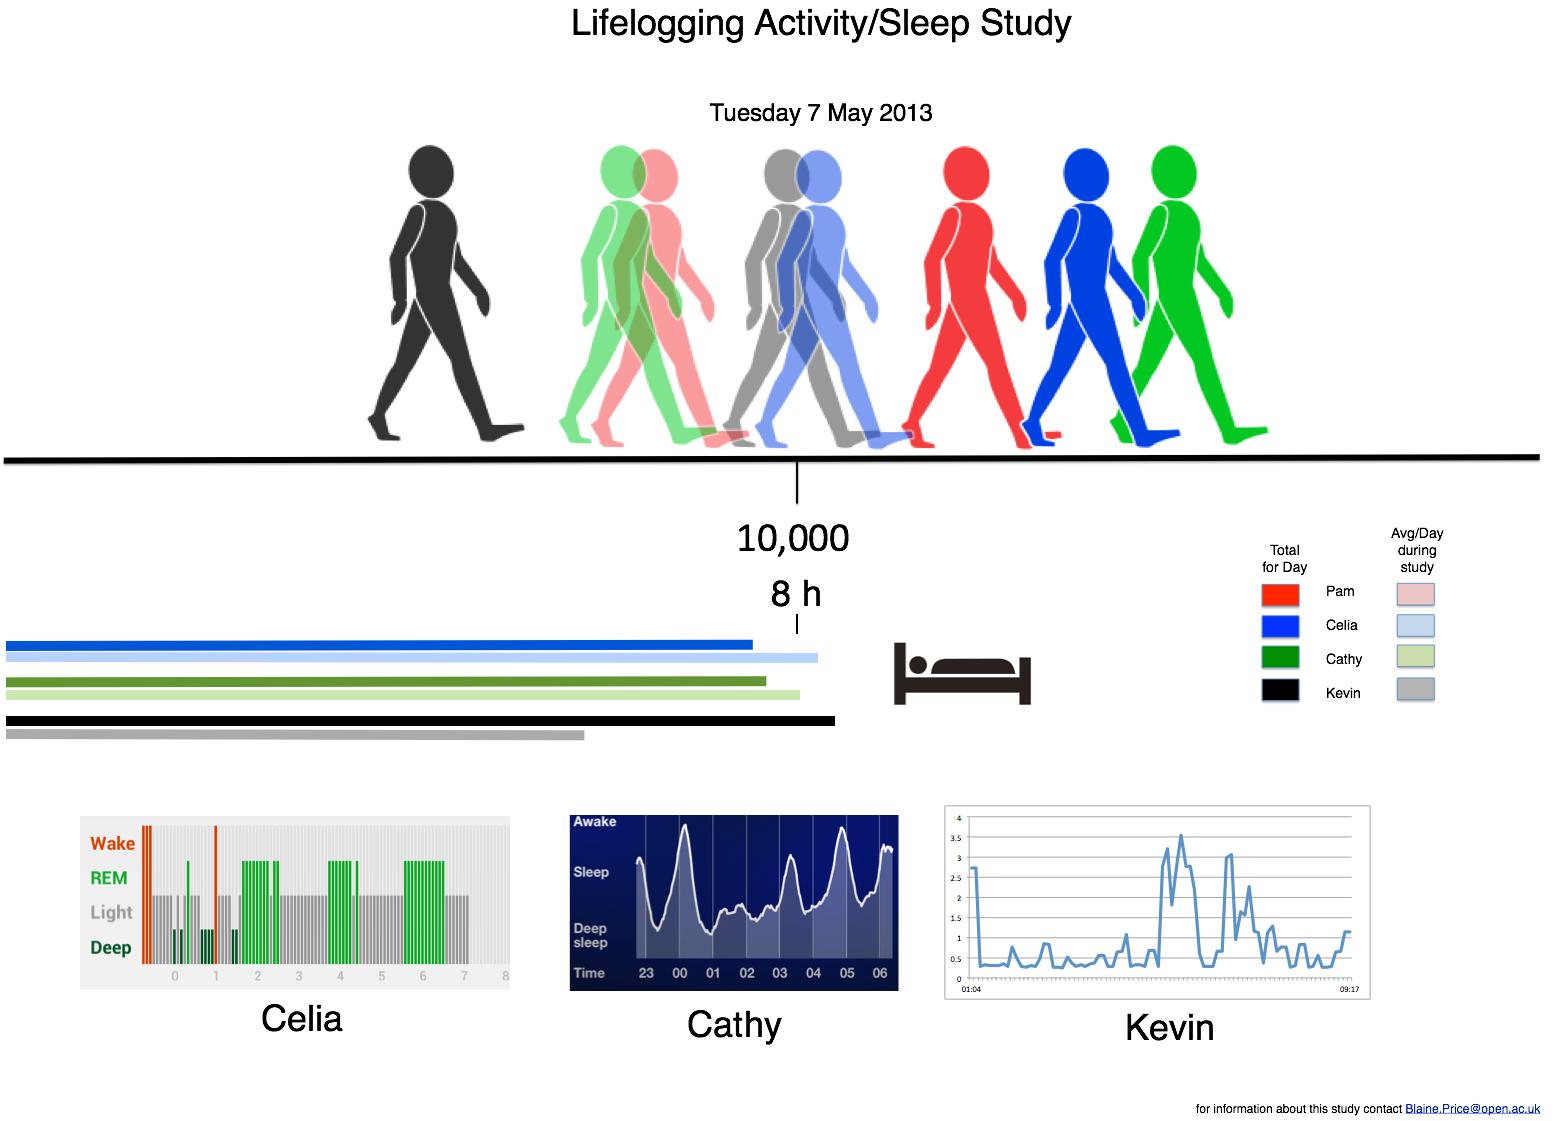 Lifelogging Activity/Sleep Study
Tuesday 7 May 2013
10,000
8 h
Total
for Day
Avg/Day
during
study
Pam
Celia
Cathy
Kevin
Wake
REM
Light
Deep
0 1 2 3 4 5 6 7 8
Celia
Awake
Sleep
Deep
sleep
Time 23 00 01 02 03 04 05 06
Cathy
4
3.5
3
2.5
2
1.5
1
0.5
0
01:04 09:17
Kevin
for information about this study contact Blaine.Price@open.ac.uk